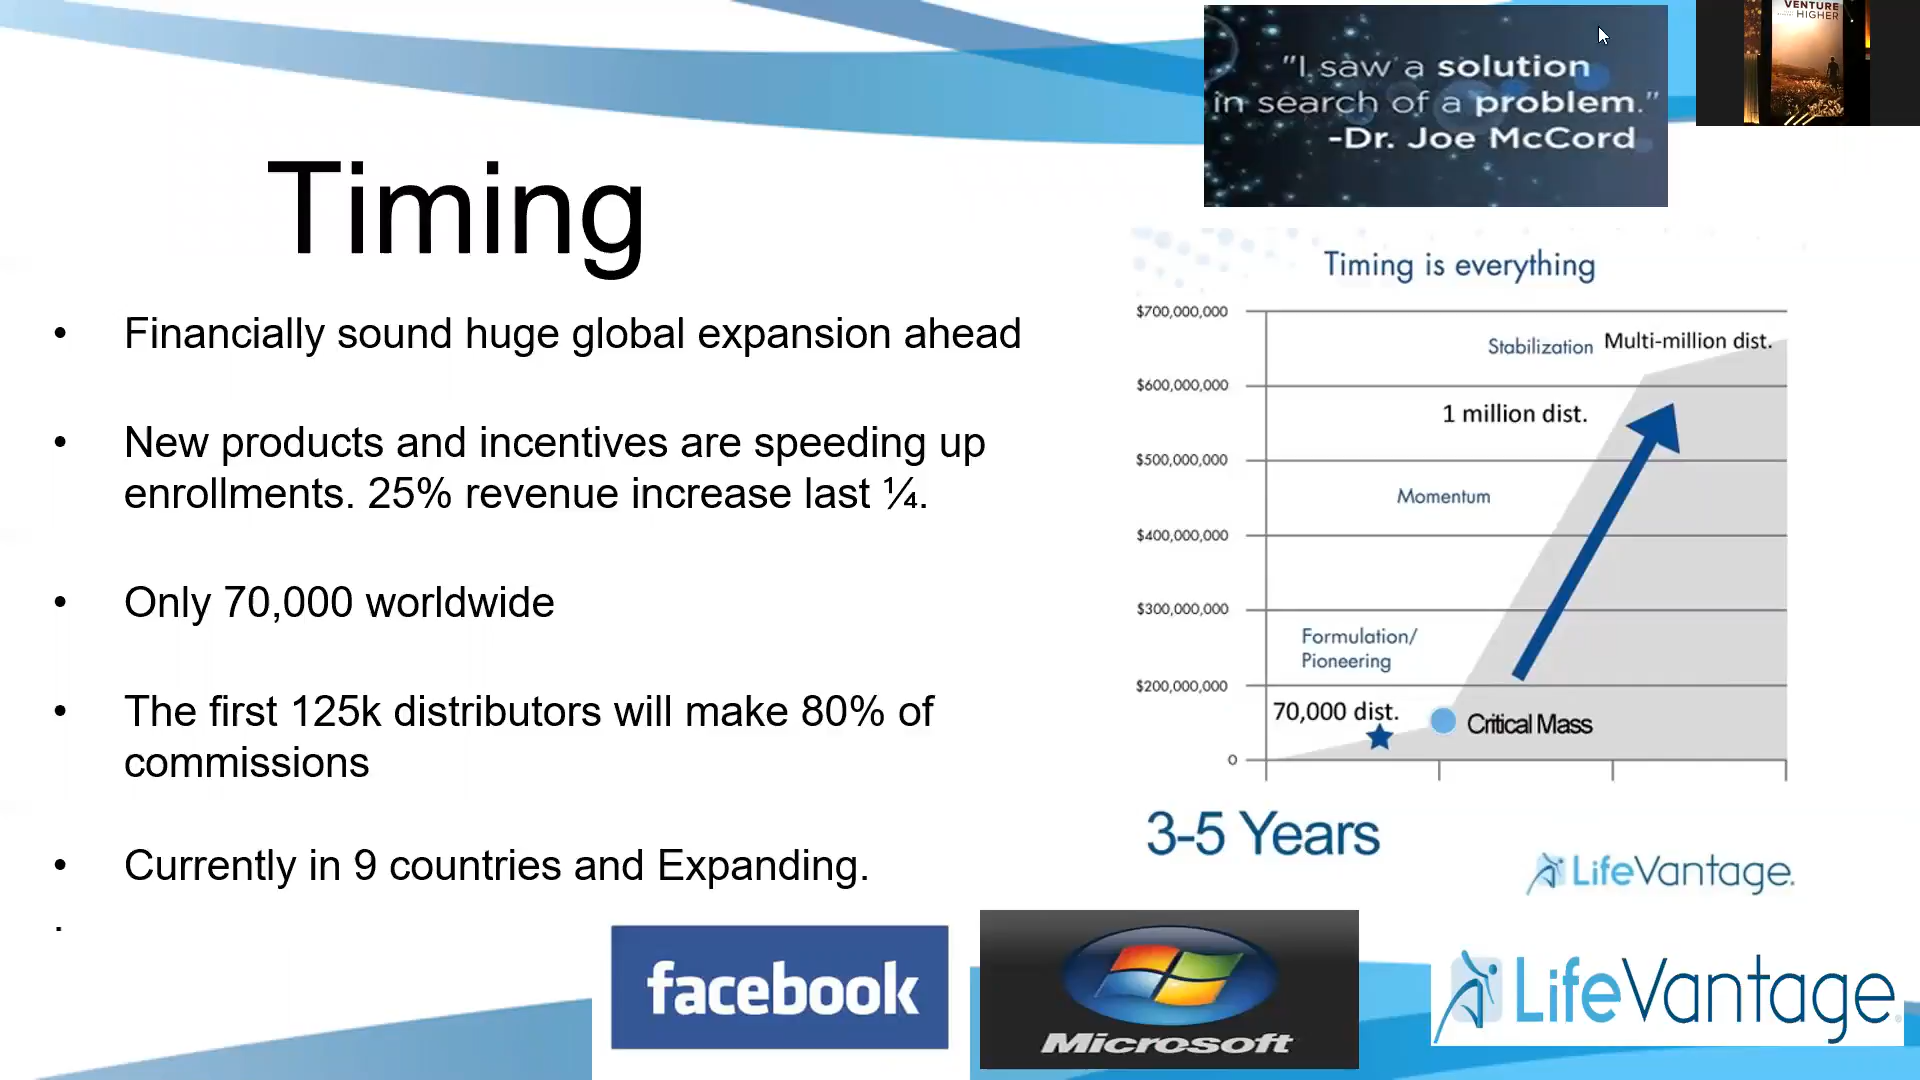 VENTURE
HIGHER
"I saw a solution
in search of a problem."
-Dr. Joe McCord
Timing
• Financially sound huge global expansion ahead
• New products and incentives are speeding up
enrollments. 25% revenue increase last ¼.
• Only 70,000 worldwide
• The first 125k distributors will make 80% of
commissions
• Currently in 9 countries and Expanding.
.
Timing is everything
$700,000,000
Stabilization Multi-million dist.
$600,000,000
1 million dist.
$500,000,000
Momentum
$400,000,000
$300,000,000
Formulation/
Pioneering
$200,000,000
70,000 dist.
Critical Mass
0
3-5 Years
LifeVantage.
facebook
Microsoft
LifeVantage.